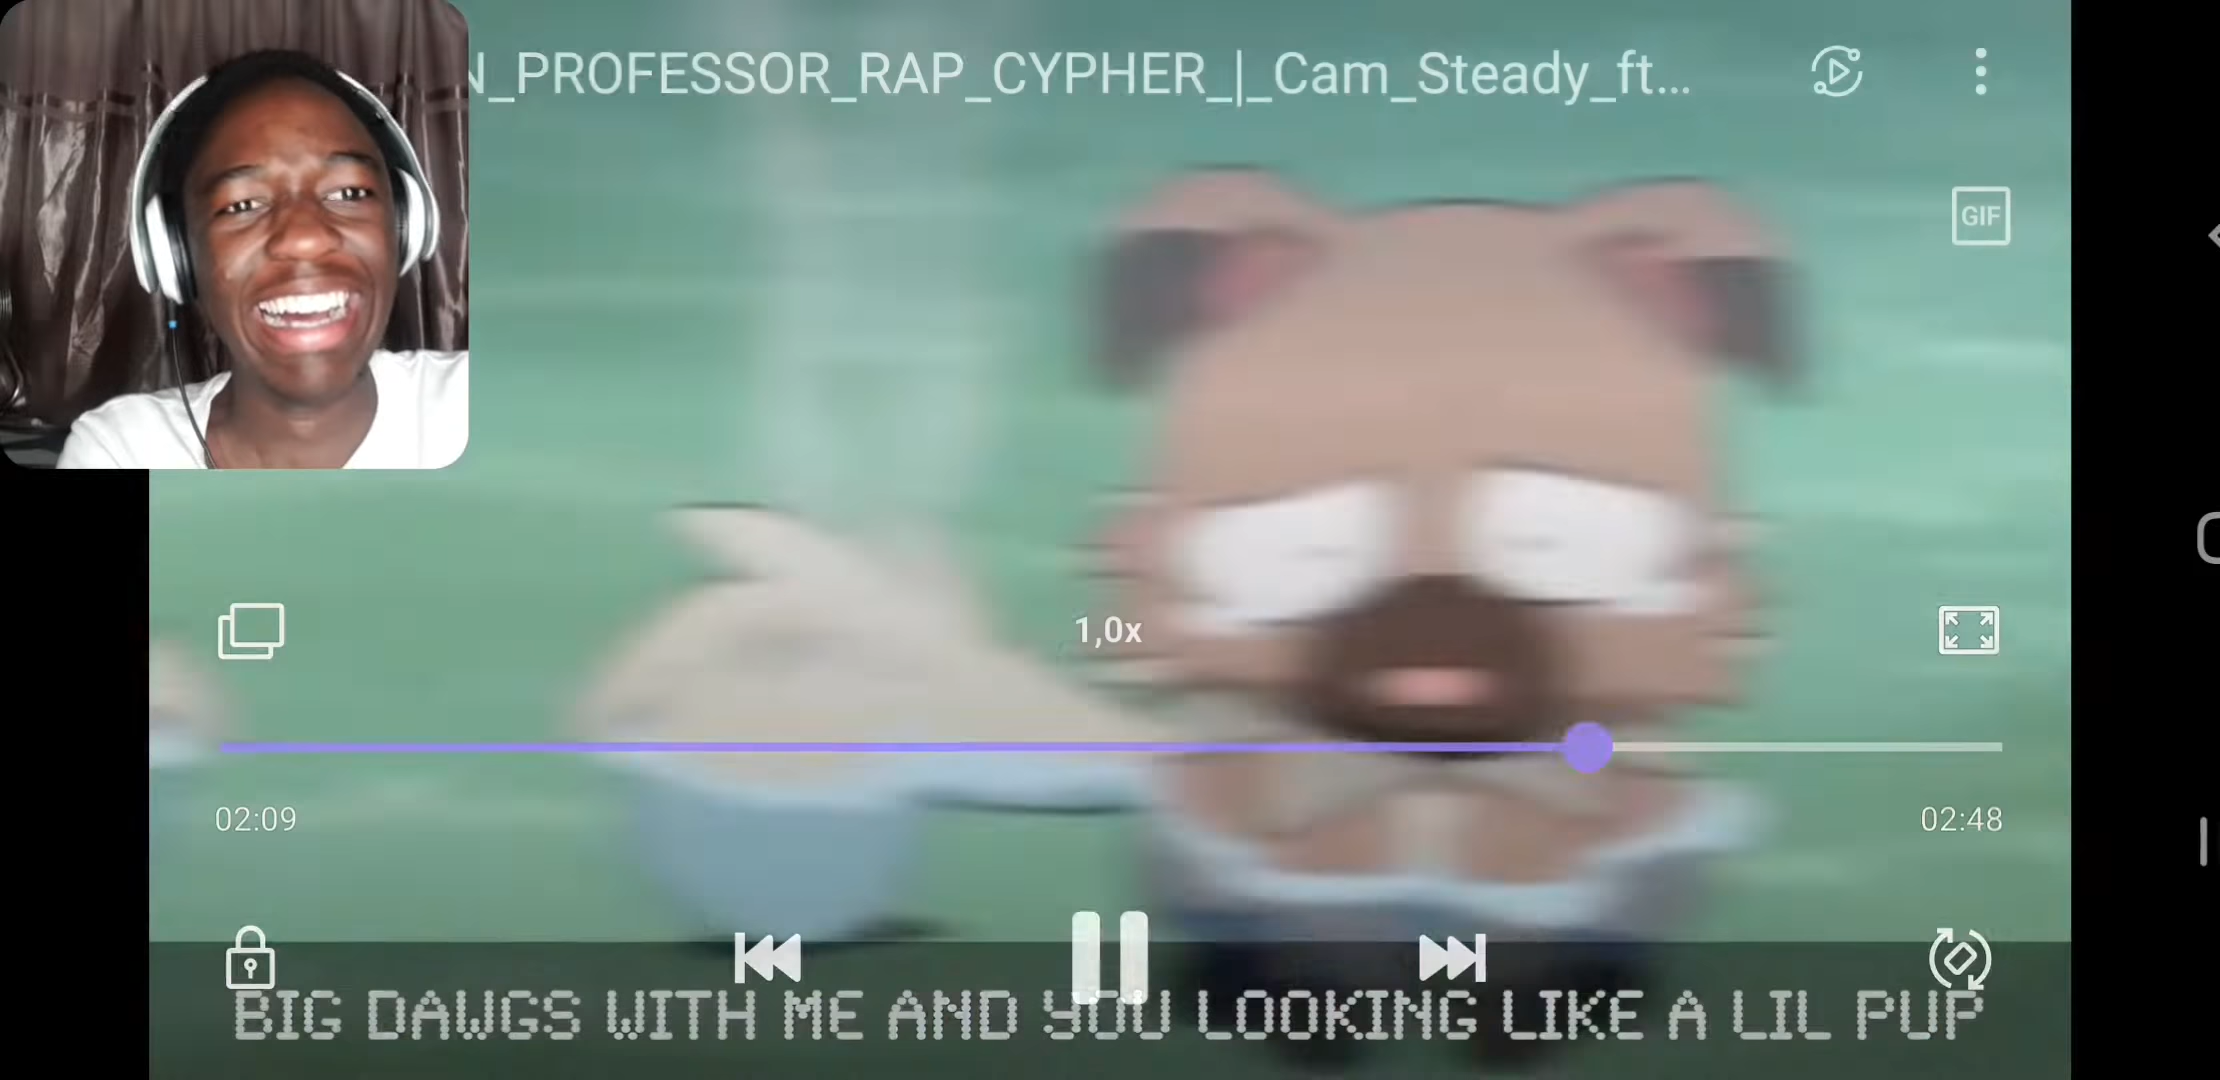 N_PROFESSOR_RAP_CYPHER_|_Cam_Steady_ft...
GIF
1,0x
02:09
02:48
BIG DAWGS WITH ME AND YOU LOOKING LIKE A LIL PUP